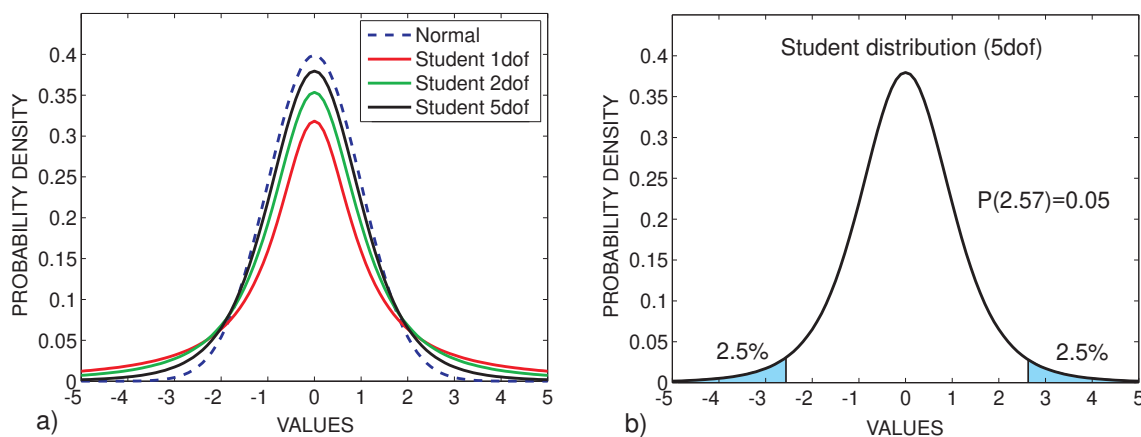 0.4
0.35
0.3
0.25
0.2
0.15
0.1
0.05
0
PROBABILITY DENSITY
Normal
Student 1dof
Student 2dof
Student 5dof
-5 -4 -3 -2 -1 0 1 2 3 4 5
VALUES
a)
0.4
0.35
0.3
0.25
0.2
0.15
0.1
0.05
0
PROBABILITY DENSITY
Student distribution (5dof)
P(2.57)=0.05
2.5% 2.5%
-5 -4 -3 -2 -1 0 1 2 3 4 5
VALUES
b)